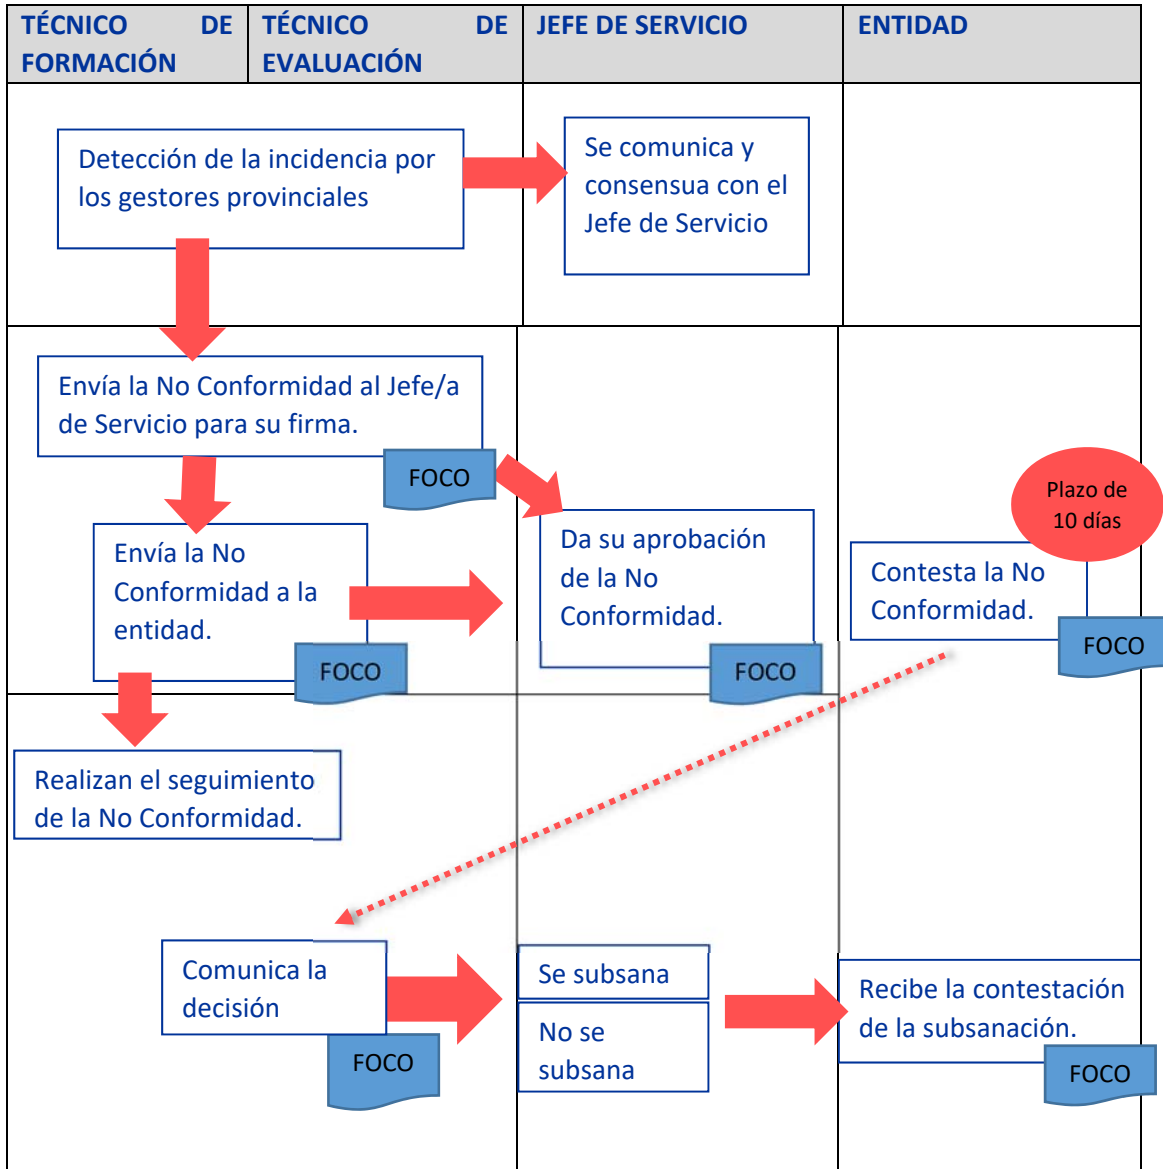 TÉCNICO DE
FORMACIÓN
TÉCNICO DE
EVALUACIÓN
JEFE DE SERVICIO
ENTIDAD
Detección de la incidencia por
los gestores provinciales
Se comunica y
consensua con el
Jefe de Servicio
Envía la No Conformidad al Jefe/a
de Servicio para su firma.
FOCO
Plazo de
10 días
Envía la No
Conformidad a la
entidad.
FOCO
Da su aprobación
de la No
Conformidad.
FOCO
Contesta la No
Conformidad.
FOCO
Realizan el seguimiento
de la No Conformidad.
Comunica la
decisión
FOCO
Se subsana
No se
subsana
Recibe la contestación
de la subsanación.
FOCO